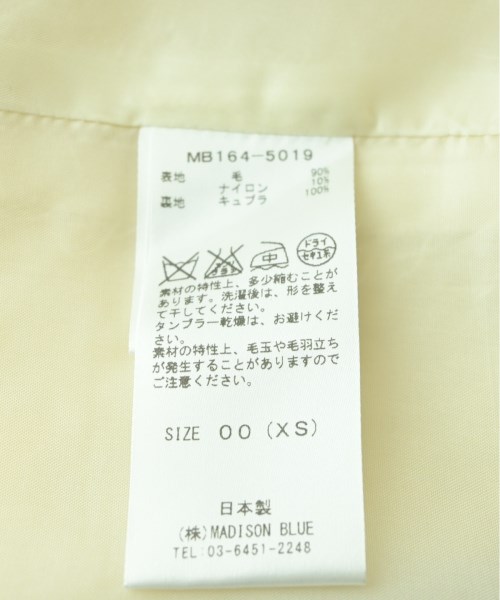 MB164-5019
表地 毛 90%
ナイロン 10%
裏地 キュプラ 100%
中 ドライ セキユ系
素材の特性上、多少縮むことが
あります。洗濯後は、形を整え
て干してください。
タンブラー乾燥は、お避けくださ
い。
素材の特性上、毛玉や毛羽立ち
が発生することがありますので
ご注意ください。
SIZE 00 (XS)
日本製
(株)MADISON BLUE
TEL:03-6451-2248